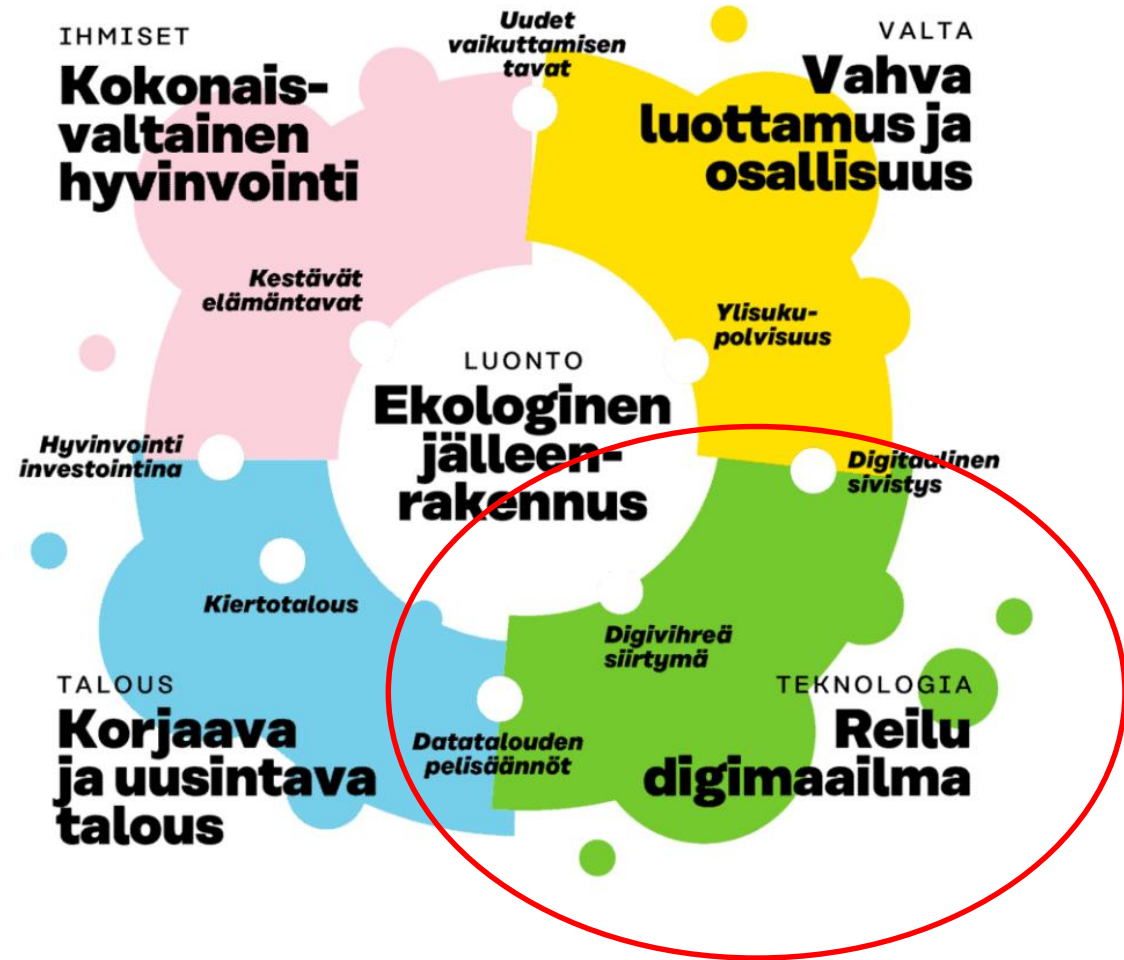 IHMISET
Kokonais-
valtainen
hyvinvointi
Uudet
vaikuttamisen
tavat
VALTA
Vahva
luottamus ja
osallisuus
Kestävät
elämäntavat
Ylisuku-
polvisuus
LUONTO
Ekologinen
jälleen-
rakennus
Hyvinvointi
investointina
Digitaalinen
sivistys
Kiertotalous
Digivihreä
siirtymä
TALOUS
Korjaava
ja uusintava
talous
Datatalouden
pelisäännöt
TEKNOLOGIA
Reilu
digimaailma